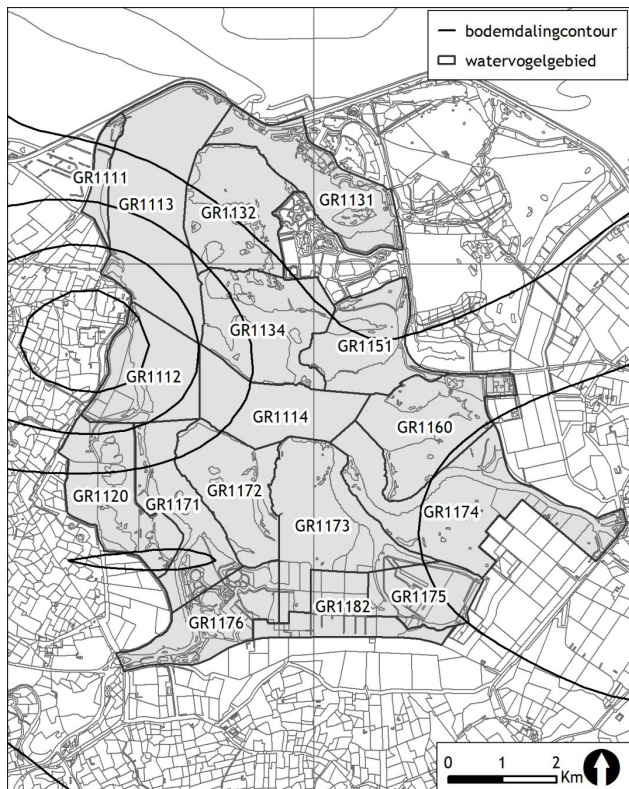 bodemdalingcontour
watervogelgebied
GR1111
GR1113
GR1132
GR1131
GR1134
GR1151
GR1112
GR1114
GR1160
GR1120
GR1171
GR1172
GR1173
GR1174
GR1175
GR1182
GR1176
0 1 2
Km